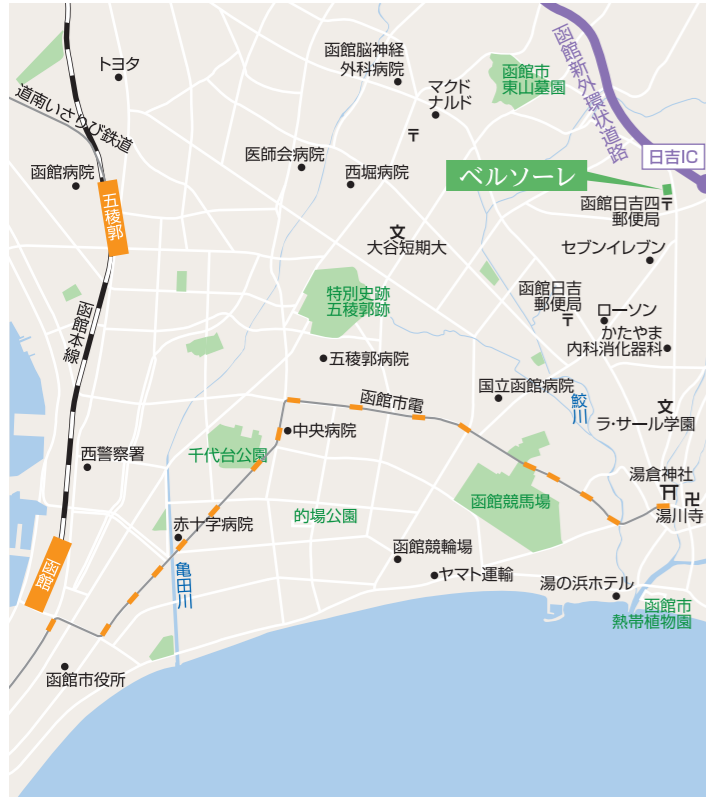 トヨタ
函館脳神経
外科病院
マクド
ナルド
函館市
東山墓園
函館新外環状道路
日吉IC
道南いさりび鉄道
函館病院
医師会病院
西堀病院
〒
ベルソーレ
函館日吉四
郵便局
〒
五稜郭
文
大谷短期大
セブンイレブン
特別史跡
五稜郭跡
函館日吉
郵便局
〒
ローソン
かたやま
内科消化器科
函館本線
五稜郭病院
国立函館病院
函館市電
鮫川
文
ラ・サール学園
中央病院
千代台公園
西警察署
湯倉神社
卍
湯川寺
函館競馬場
的場公園
赤十字病院
函館
亀田川
函館競輪場
ヤマト運輸
湯の浜ホテル
函館市
熱帯植物園
函館市役所